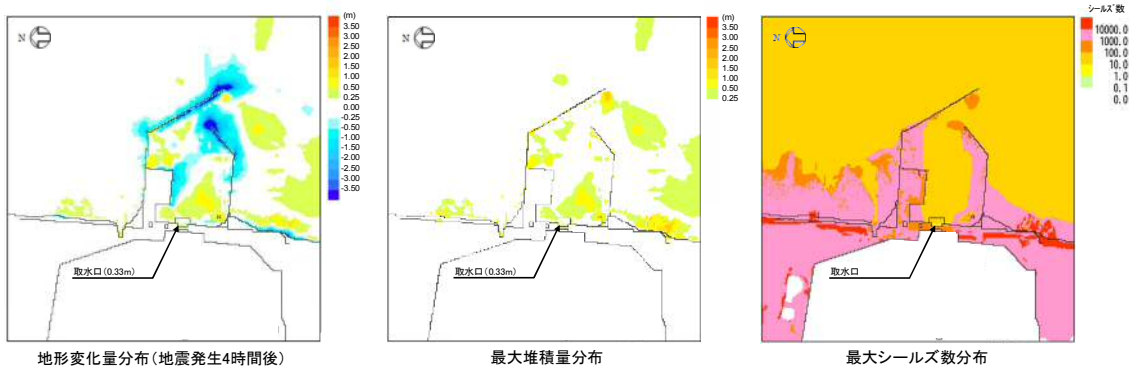 N
(m)
3.50
3.00
2.50
2.00
1.50
1.00
0.50
0.25
-0.25
-0.50
-1.00
-1.50
-2.00
-2.50
-3.00
-3.50
取水口(0.33m)
地形変化量分布(地震発生4時間後)
N
(m)
3.50
3.00
2.50
2.00
1.50
1.00
0.50
0.25
取水口(0.33m)
最大堆積量分布
N
シールズ数
10000.0
1000.0
100.0
10.0
1.0
0.1
0.0
取水口
最大シールズ数分布